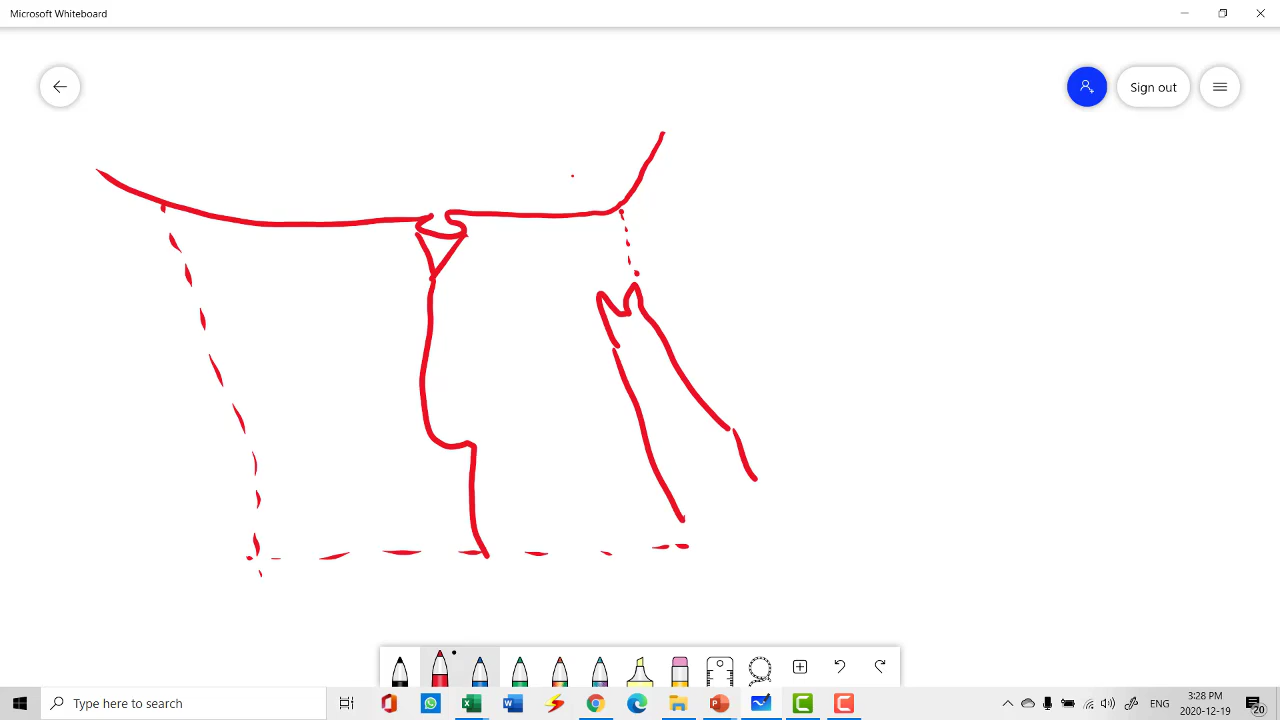 Microsoft Whiteboard
Sign out
Type here to search
ENG
3:28 PM
2020-12-19
20